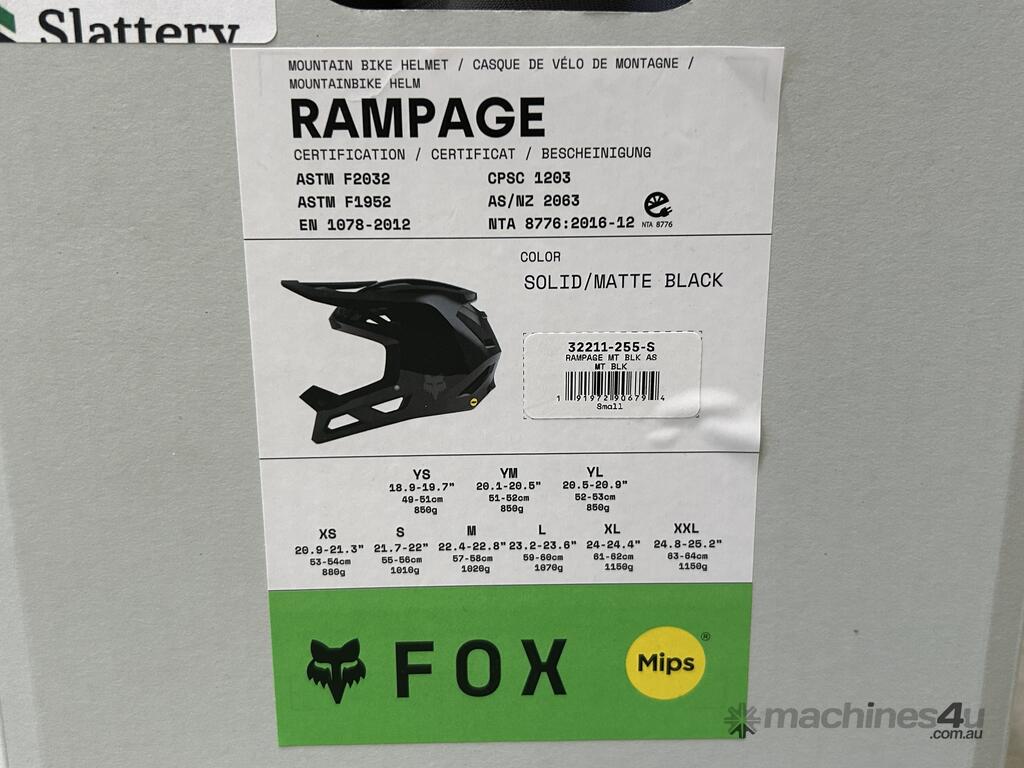 Slattery
MOUNTAIN BIKE HELMET / CASQUE DE VÉLO DE MONTAGNE /
MOUNTAINBIKE HELM
RAMPAGE
CERTIFICATION / CERTIFICAT / BESCHEINIGUNG
ASTM F2032 CPSC 1203
ASTM F1952 AS/NZ 2063
EN 1078-2012 NTA 8776:2016-12
NTA 8776
COLOR
SOLID/MATTE BLACK
32211-255-S
RAMPAGE MT BLK AS
MT BLK
1 91972 90679 4
Small
YS YM YL
18.9-19.7" 20.1-20.5" 20.5-20.9"
49-51cm 51-52cm 52-53cm
850g 850g 850g
XS S M L XL XXL
20.9-21.3" 21.7-22" 22.4-22.8" 23.2-23.6" 24-24.4" 24.8-25.2"
53-54cm 55-56cm 57-58cm 59-60cm 61-62cm 63-64cm
880g 1010g 1020g 1070g 1150g 1150g
FOX Mips®
machines4u
.com.au